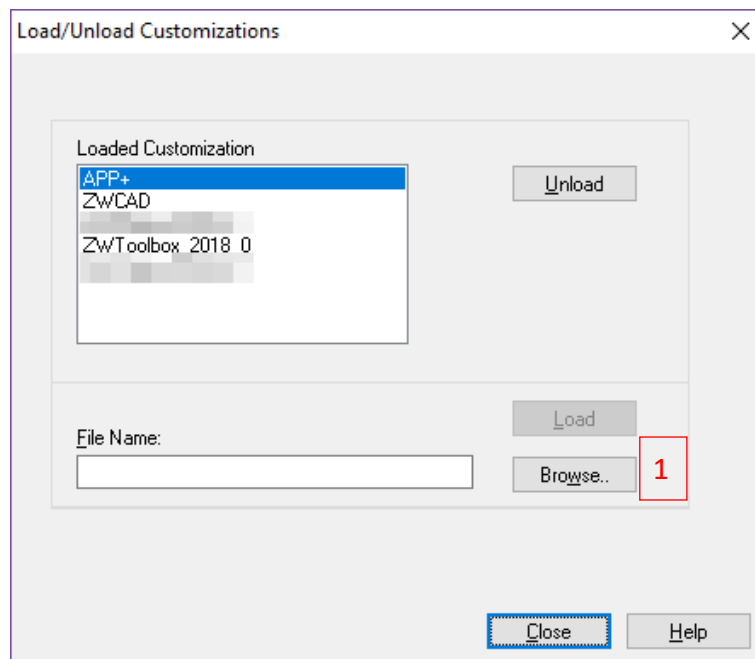 Load/Unload Customizations
Loaded Customization
APP+
Unload
ZWCAD
ZWToolbox_2018_0
Load
File Name:
Browse..
1
Close
Help